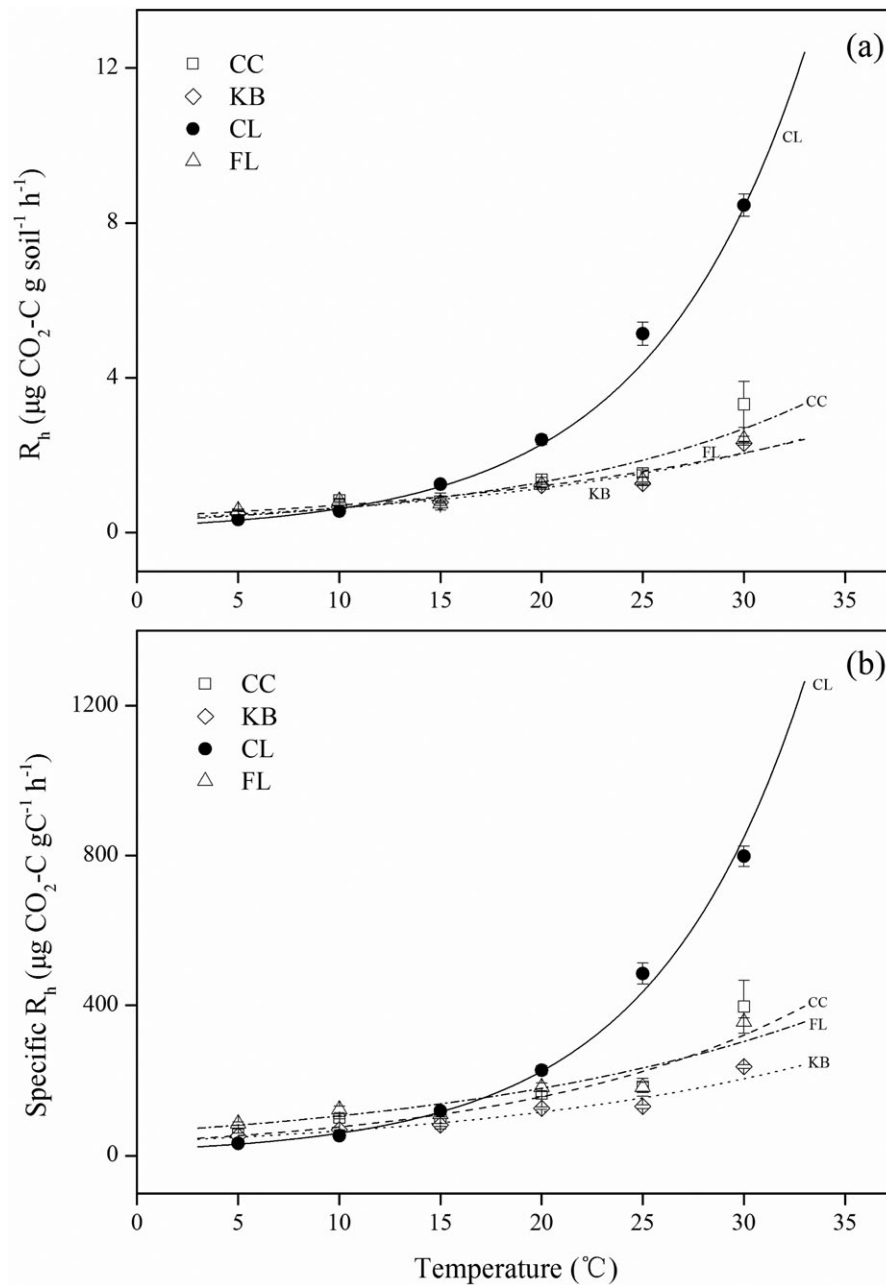 (a)
CC
KB
CL
FL
CL
CC
FL
KB
12
8
4
0
R_h (µg CO₂-C g soil⁻¹ h⁻¹)
0 5 10 15 20 25 30 35
(b)
CC
KB
CL
FL
CL
CC
FL
KB
1200
800
400
0
Specific R_h (µg CO₂-C gC⁻¹ h⁻¹)
0 5 10 15 20 25 30 35
Temperature (℃)